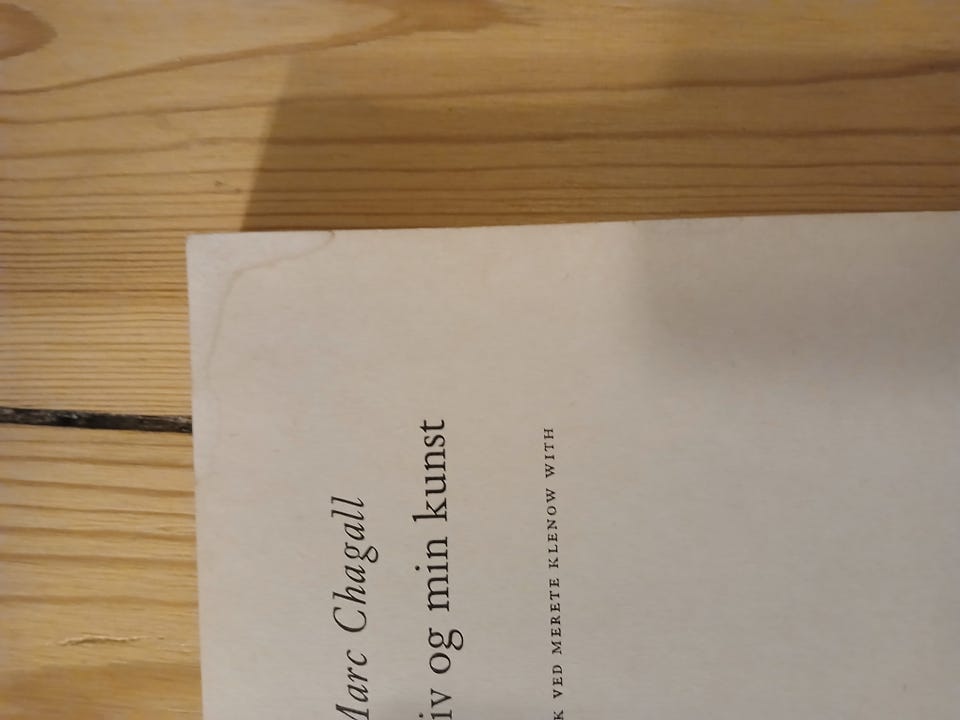 Marc Chagall
iv og min kunst
K VED MERETE KLENOW WITH